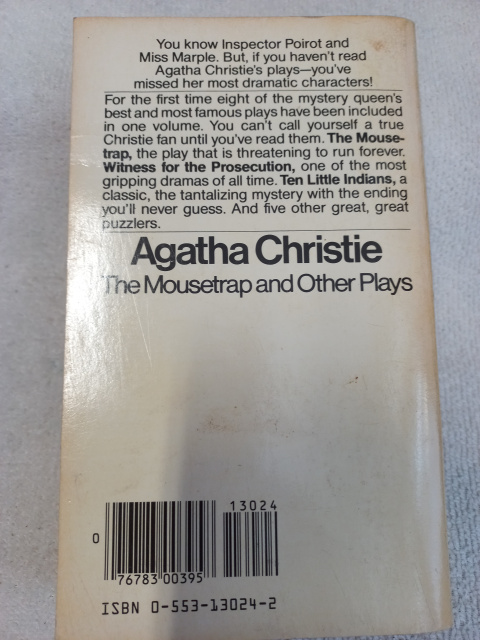 You know Inspector Poirot and
Miss Marple. But, if you haven't read
Agatha Christie's plays—you've
missed her most dramatic characters!
For the first time eight of the mystery queen's
best and most famous plays have been included
in one volume. You can't call yourself a true
Christie fan until you've read them. The Mouse-
trap, the play that is threatening to run forever.
Witness for the Prosecution, one of the most
gripping dramas of all time. Ten Little Indians, a
classic, the tantalizing mystery with the ending
you'll never guess. And five other great, great
puzzlers.
Agatha Christie
The Mousetrap and Other Plays
13024
0
76783 00395
ISBN 0-553-13024-2